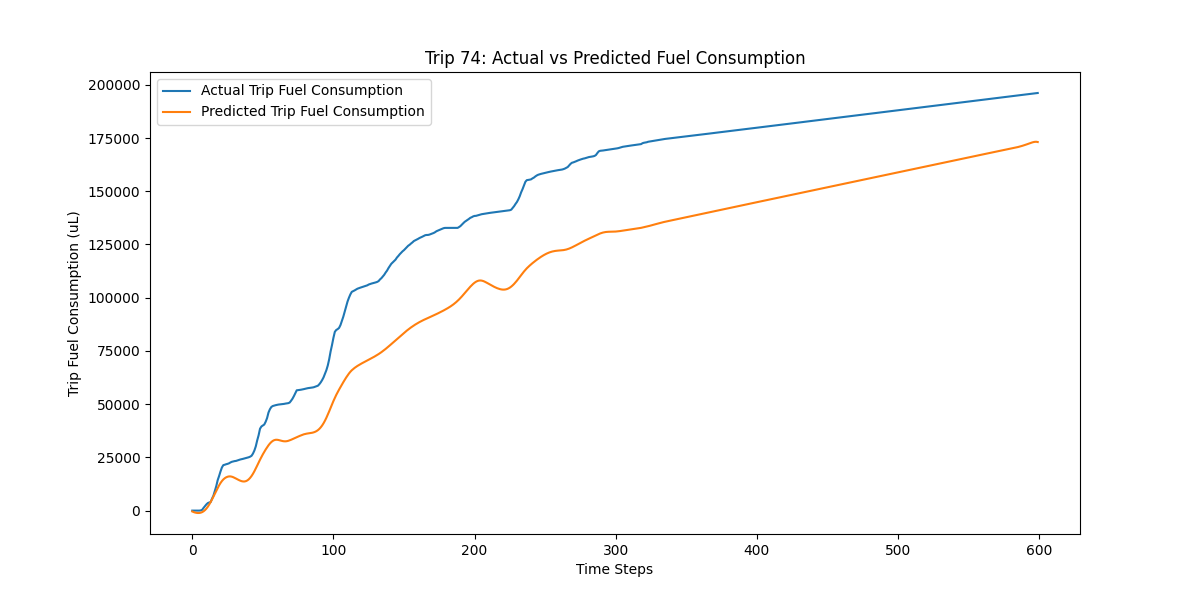 Trip 74: Actual vs Predicted Fuel Consumption
Actual Trip Fuel Consumption
Predicted Trip Fuel Consumption
Trip Fuel Consumption (uL)
200000
175000
150000
125000
100000
75000
50000
25000
0
0 100 200 300 400 500 600
Time Steps